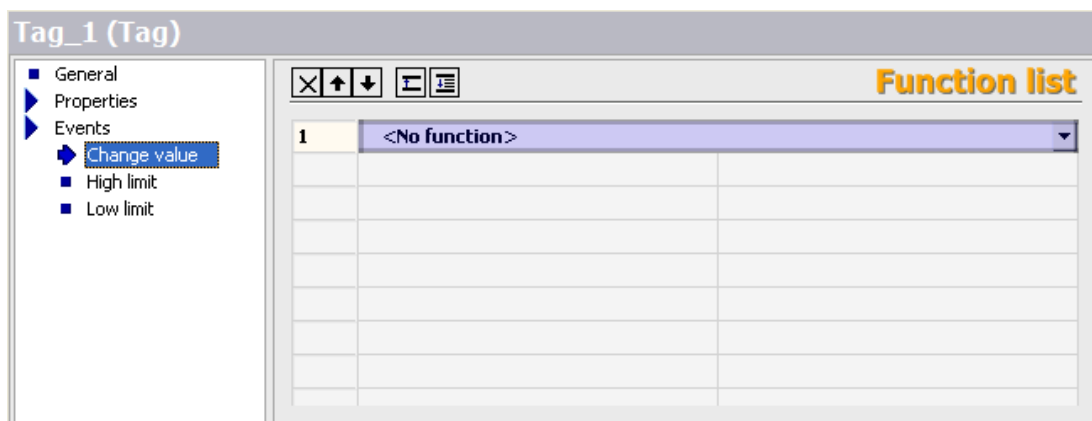 Tag_1 (Tag)
General
Properties
Events
Change value
High limit
Low limit
Function list
1 <No function>